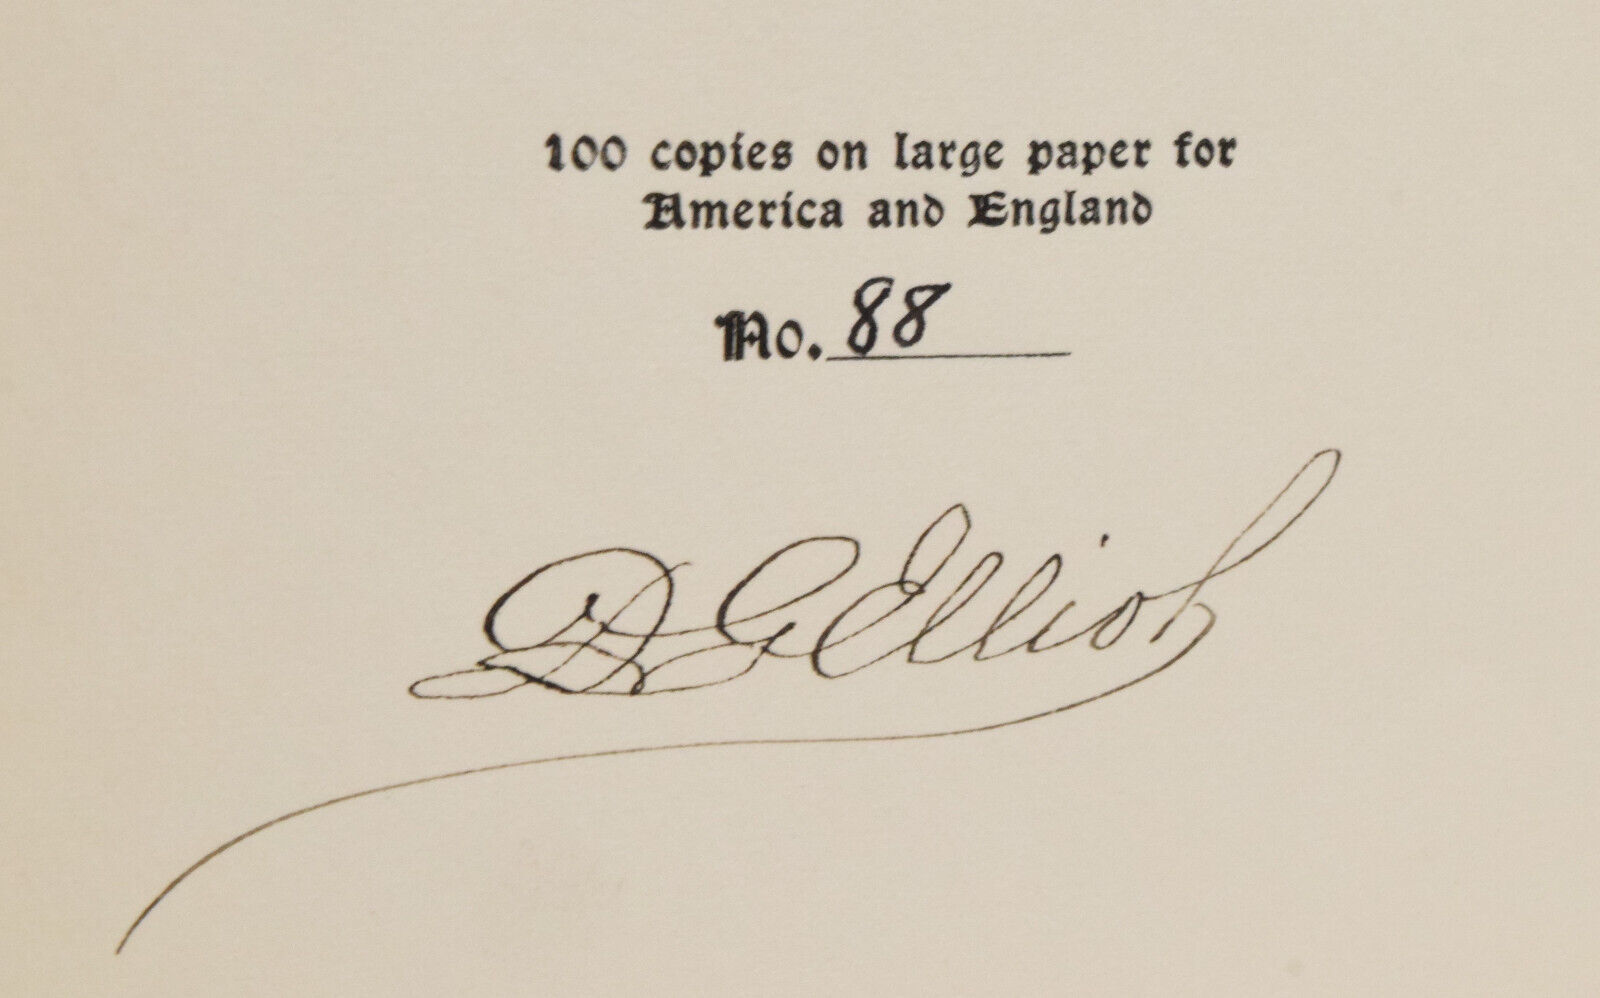 100 copies on large paper for
America and England
No. 88
D G Elliot